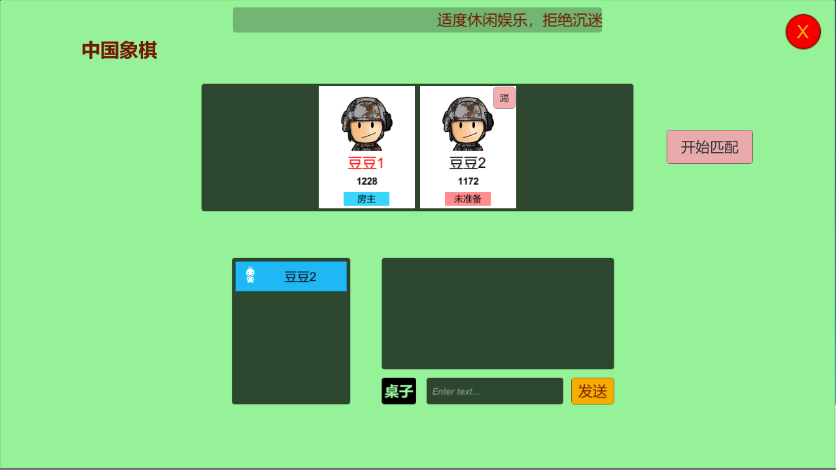 适度休闲娱乐，拒绝沉迷
X
中国象棋
踢
豆豆1
1228
房主
豆豆2
1172
未准备
开始匹配
豆豆2
桌子
Enter text...
发送